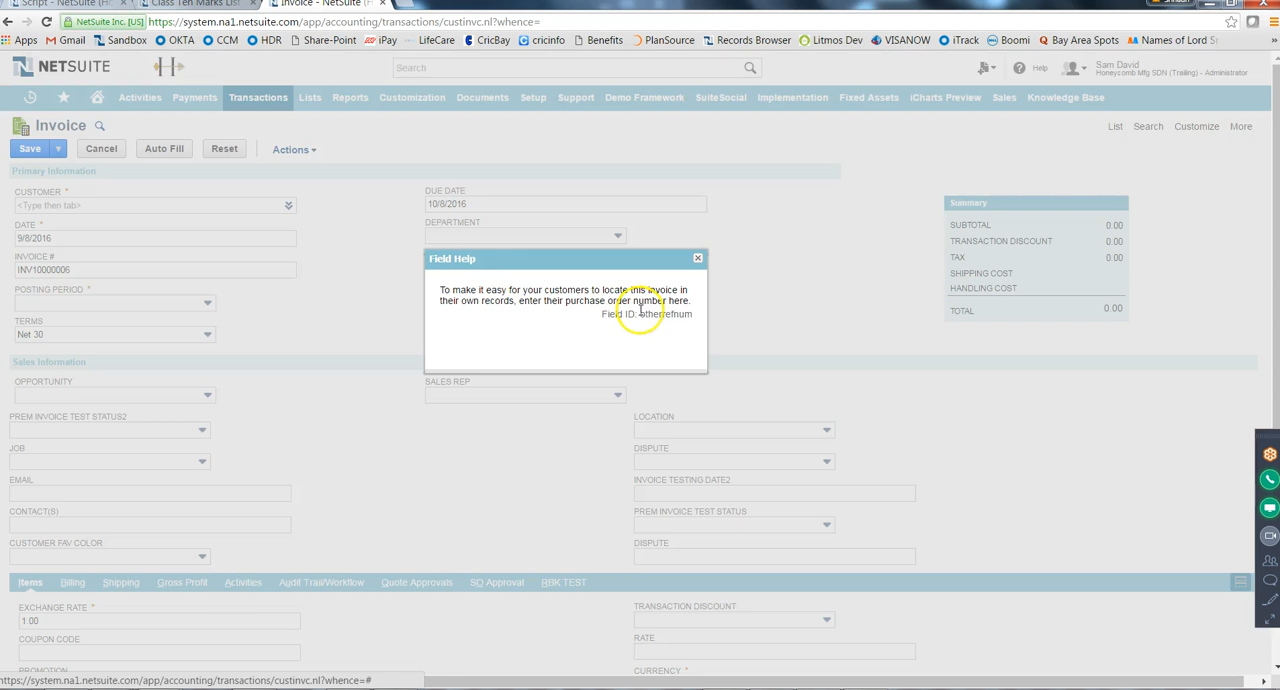 Script - NetSuite (Ho
Class Ten Marks List
Invoice - NetSuite (H
NetSuite Inc. [US]
https://system.na1.netsuite.com/app/accounting/transactions/custinvc.nl?whence=
Apps Gmail Sandbox OKTA CCM HDR Share-Point iPay LifeCare CrieBay Benefits PlanSource Records Browser Litmos Dev VISANOW iTrack Boomi Bay Area Spots Names of Lord
NETSUITE
Search
Help
Sam David
Honeycomb Mfg SDN (Trailing) - Administrator
Activities Payments Transactions Lists Reports Customization Documents Setup Support Demo Framework SuiteSocial Implementation Fixed Assets iCharts Preview Sales Knowledge Base
Invoice
List Search Customize More
Save Cancel Auto Fill Reset Actions
Primary Information
CUSTOMER *
<Type then tab>
DATE *
9/8/2016
INVOICE #
INV10000006
POSTING PERIOD *
TERMS
Net 30
DUE DATE
10/8/2016
DEPARTMENT
Summary
SUBTOTAL 0.00
TRANSACTION DISCOUNT 0.00
TAX 0.00
SHIPPING COST
HANDLING COST
TOTAL 0.00
Field Help
To make it easy for your customers to locate this invoice in
their own records, enter their purchase order number here.
Field ID: otherrefnum
Sales Information
OPPORTUNITY
SALES REP
PREM INVOICE TEST STATUS2
LOCATION
JOB
DISPUTE
EMAIL
INVOICE TESTING DATE2
CONTACT(S)
PREM INVOICE TEST STATUS
CUSTOMER FAV COLOR
DISPUTE
Items Billing Shipping Gross Profit Activities Audit Trail/Workflow Quote Approvals SO Approval RBK TEST
EXCHANGE RATE *
1.00
TRANSACTION DISCOUNT
COUPON CODE
RATE
PROMOTION
CURRENCY *
https://system.na1.netsuite.com/app/accounting/transactions/custinvc.nl?whence=#